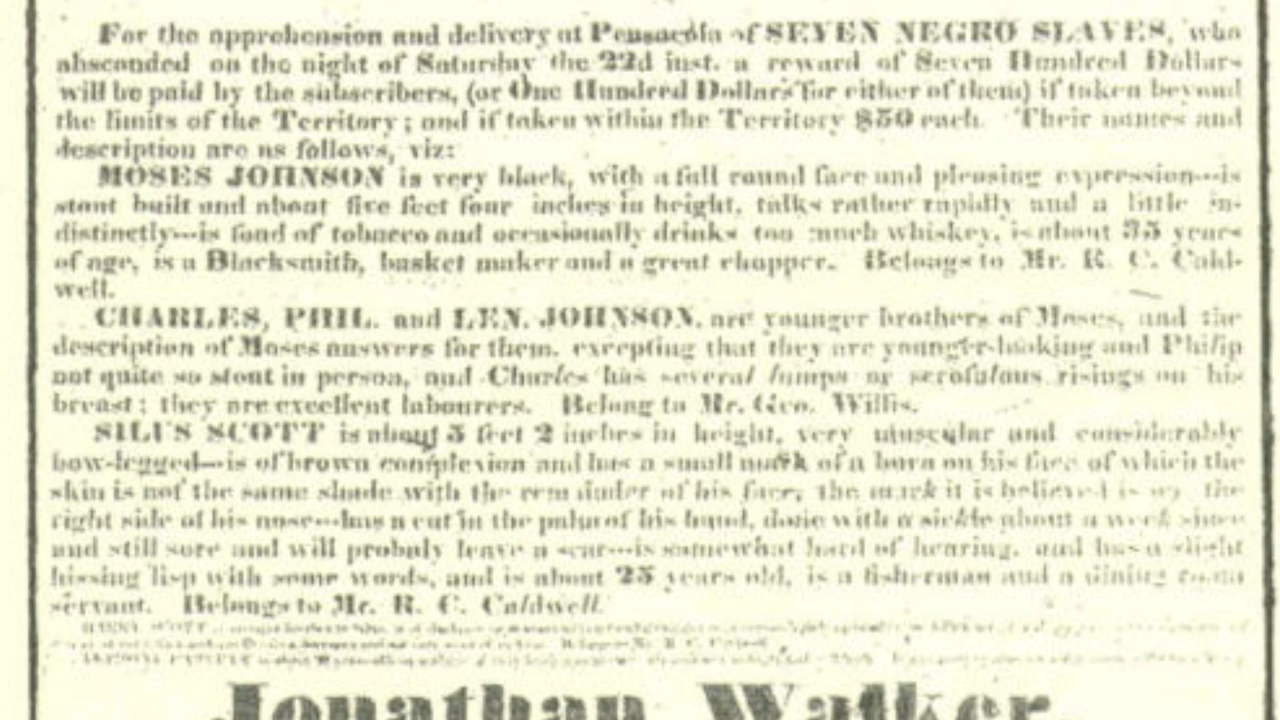 For the apprehension and delivery at Pensacola of SEVEN NEGRO SLAVES, who
absconded on the night of Saturday the 22d inst. a reward of Seven Hundred Dollars
will be paid by the subscribers, (or One Hundred Dollars for either of them) if taken beyond
the limits of the Territory; and if taken within the Territory $50 each. Their names and
description are as follows, viz:
MOSES JOHNSON is very black, with a full round face and pleasing expression---is
stout built and about five feet four inches in height, talks rather rapidly and a little in-
distinctly---is fond of tobacco and occasionally drinks too much whiskey, is about 35 years
of age, is a Blacksmith, basket maker and a great chopper. Belongs to Mr. R. C. Cald-
well.
CHARLES, PHIL. and LEN. JOHNSON, are younger brothers of Moses, and the
description of Moses answers for them, excepting that they are younger-looking and Philip
not quite so stout in person, and Charles has several lumps or scrofulous risings on his
breast; they are excellent labourers. Belong to Mr. Geo. Willis.
SILUS SCOTT is about 5 feet 2 inches in height, very muscular and considerably
bow-legged---is of brown complexion and has a small mark of a burn on his face of which the
skin is not the same shade with the remainder of his face, the mark it is believed is on the
right side of his nose---has a cut in the palm of his hand, done with a sickle about a week since
and still sore and will probaly leave a scar---is somewhat hard of hearing, and has a slight
hissing lisp with some words, and is about 25 years old, is a fisherman and a dining room
servant. Belongs to Mr. R. C. Caldwell.
Jonathan Walker,